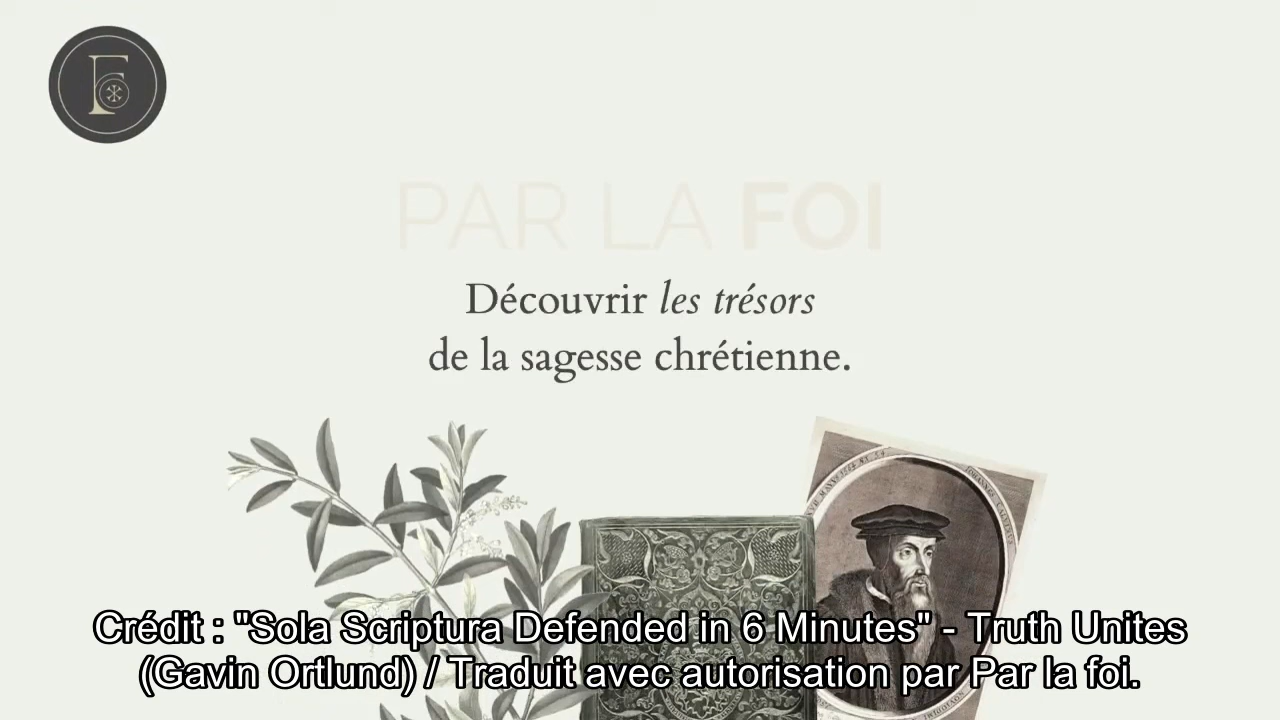 PAR LA FOI
Découvrir les trésors
de la sagesse chrétienne.
Crédit : "Sola Scriptura Defended in 6 Minutes" - Truth Unites
(Gavin Ortlund) / Traduit avec autorisation par Par la foi.